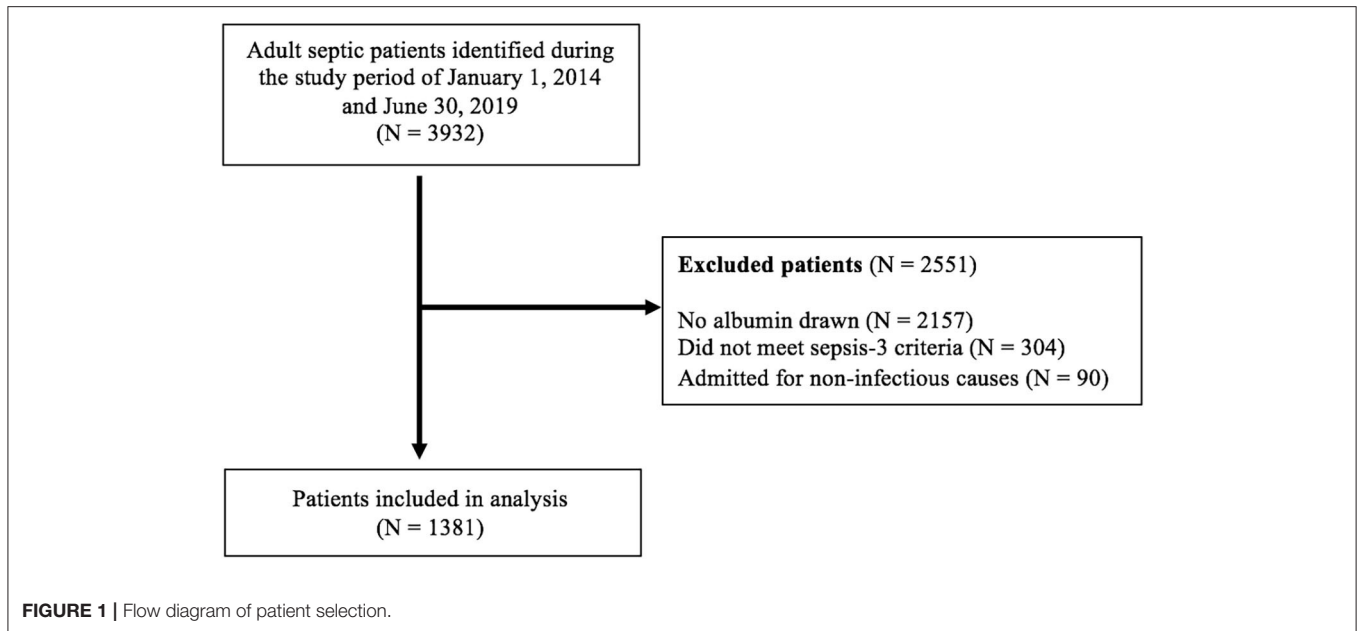 Adult septic patients identified during
the study period of January 1, 2014
and June 30, 2019
(N = 3932)
Excluded patients (N = 2551)
No albumin drawn (N = 2157)
Did not meet sepsis-3 criteria (N = 304)
Admitted for non-infectious causes (N = 90)
Patients included in analysis
(N = 1381)
FIGURE 1 | Flow diagram of patient selection.